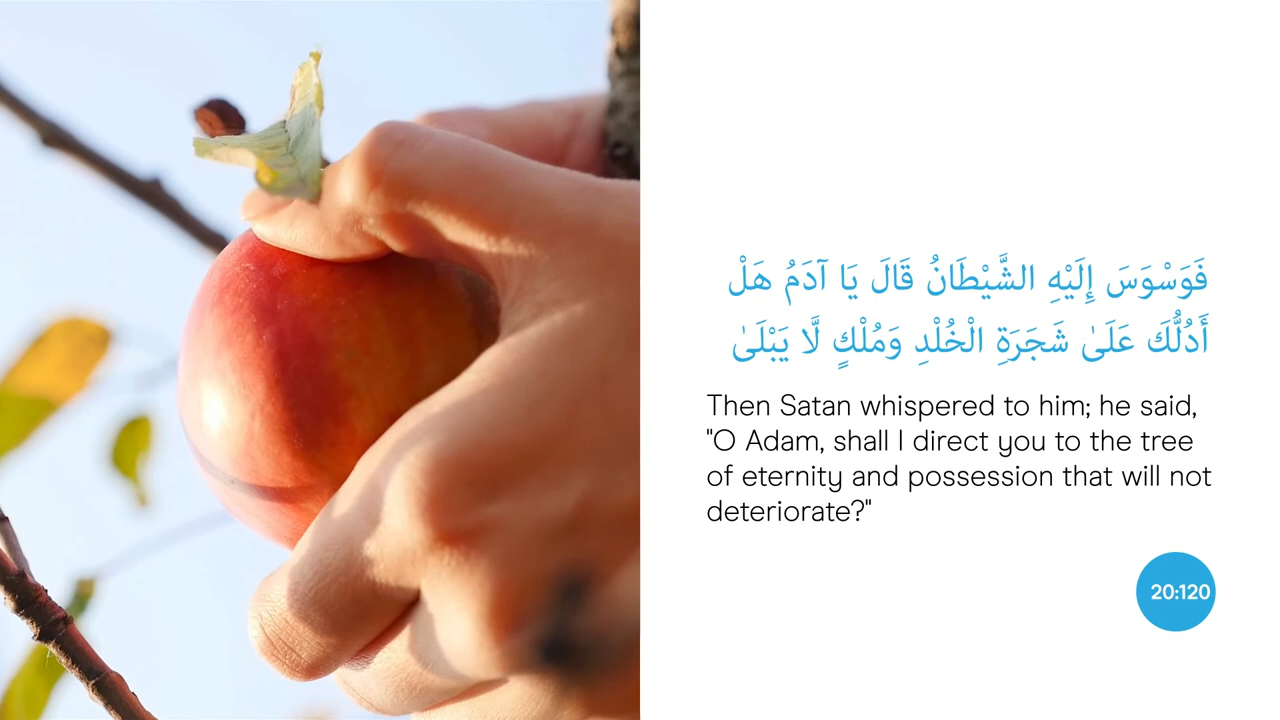 فَوَسْوَسَ إِلَيْهِ الشَّيْطَانُ قَالَ يَا آدَمُ هَلْ
أَدُلُّكَ عَلَىٰ شَجَرَةِ الْخُلْدِ وَمُلْكٍ لَّا يَبْلَىٰ
Then Satan whispered to him; he said,
"O Adam, shall I direct you to the tree
of eternity and possession that will not
deteriorate?"
20:120